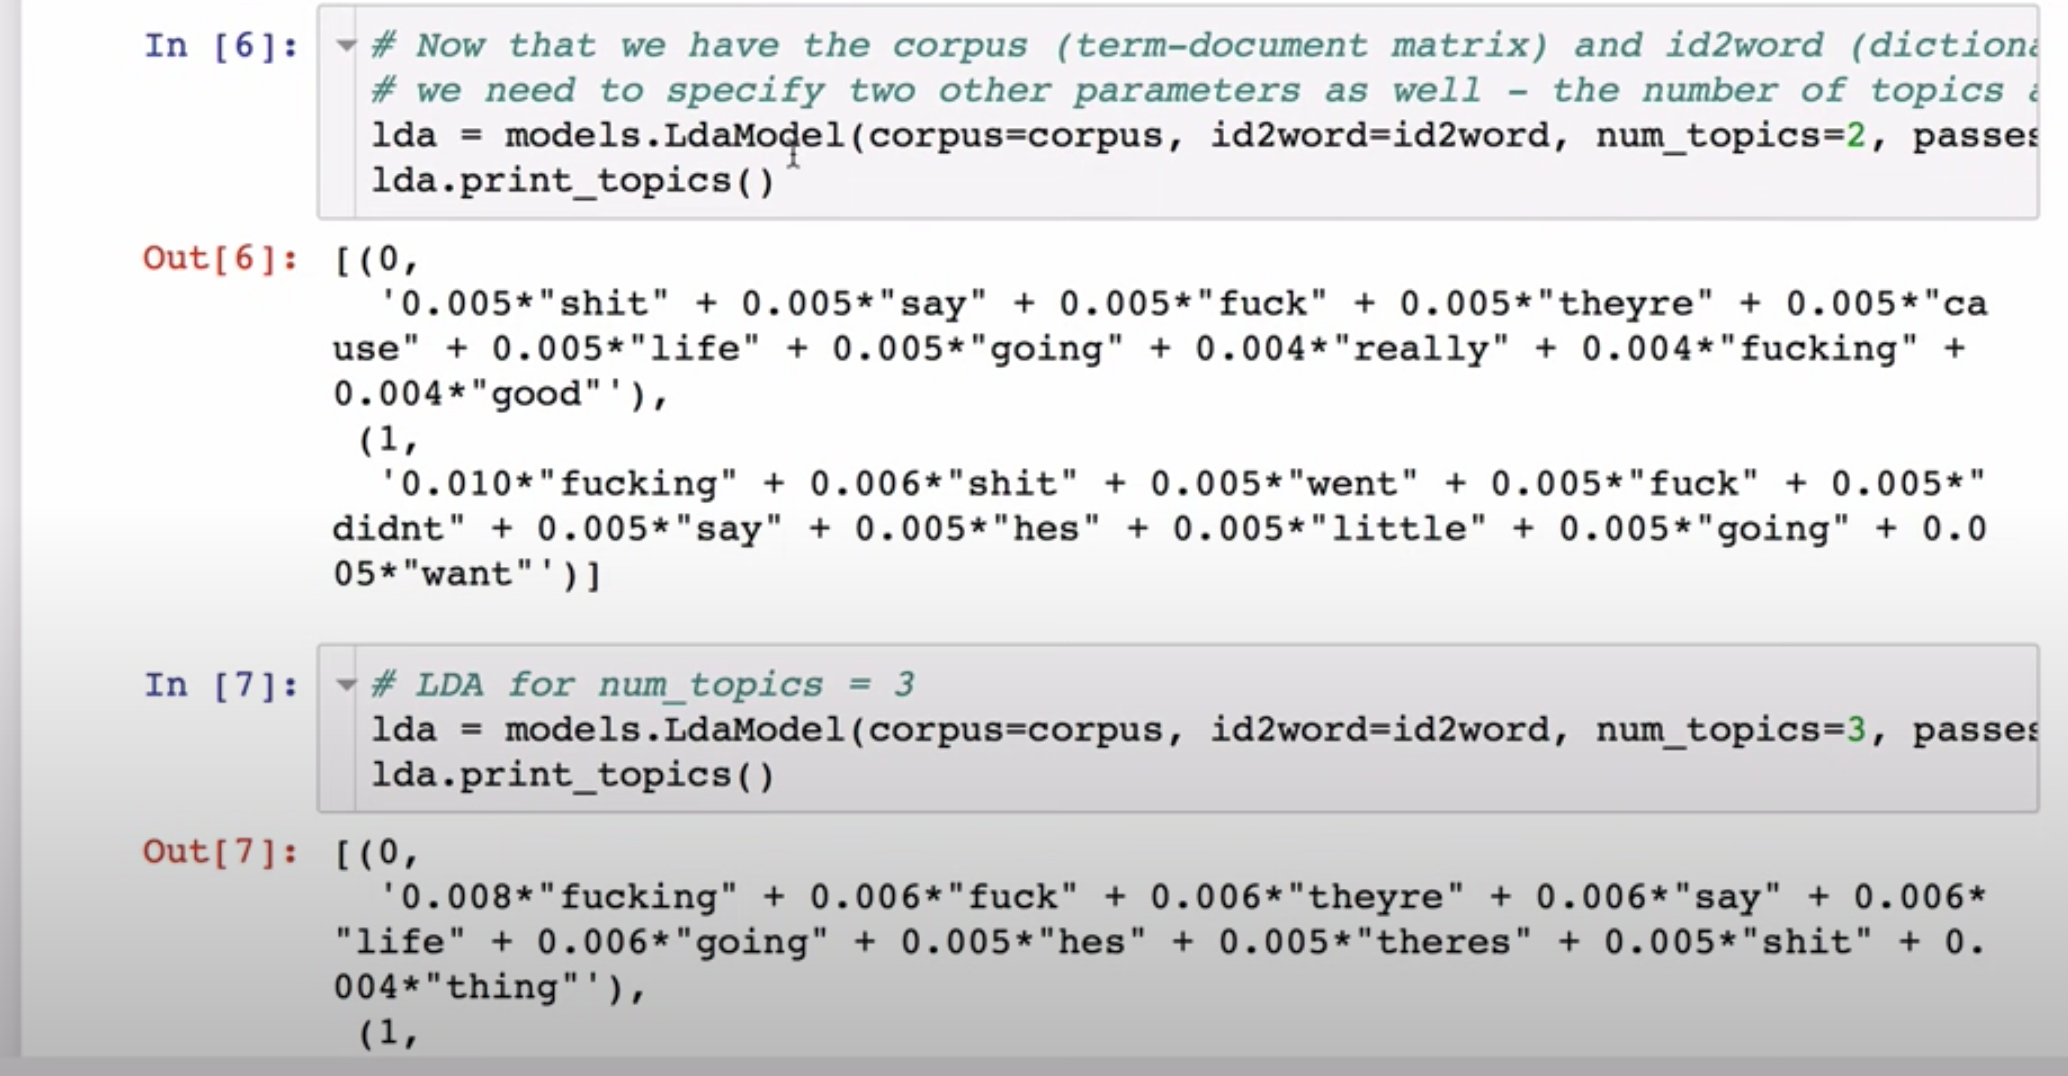 In [6]: # Now that we have the corpus (term-document matrix) and id2word (diction
# we need to specify two other parameters as well - the number of topics
lda = models.LdaModel(corpus=corpus, id2word=id2word, num_topics=2, passes
lda.print_topics()
Out[6]: [(0,
'0.005*"shit" + 0.005*"say" + 0.005*"fuck" + 0.005*"theyre" + 0.005*"ca
use" + 0.005*"life" + 0.005*"going" + 0.004*"really" + 0.004*"fucking" +
0.004*"good"'),
(1,
'0.010*"fucking" + 0.006*"shit" + 0.005*"went" + 0.005*"fuck" + 0.005*"
didnt" + 0.005*"say" + 0.005*"hes" + 0.005*"little" + 0.005*"going" + 0.0
05*"want"')]
In [7]: # LDA for num_topics = 3
lda = models.LdaModel(corpus=corpus, id2word=id2word, num_topics=3, passes
lda.print_topics()
Out[7]: [(0,
'0.008*"fucking" + 0.006*"fuck" + 0.006*"theyre" + 0.006*"say" + 0.006*
"life" + 0.006*"going" + 0.005*"hes" + 0.005*"theres" + 0.005*"shit" + 0.
004*"thing"'),
(1,